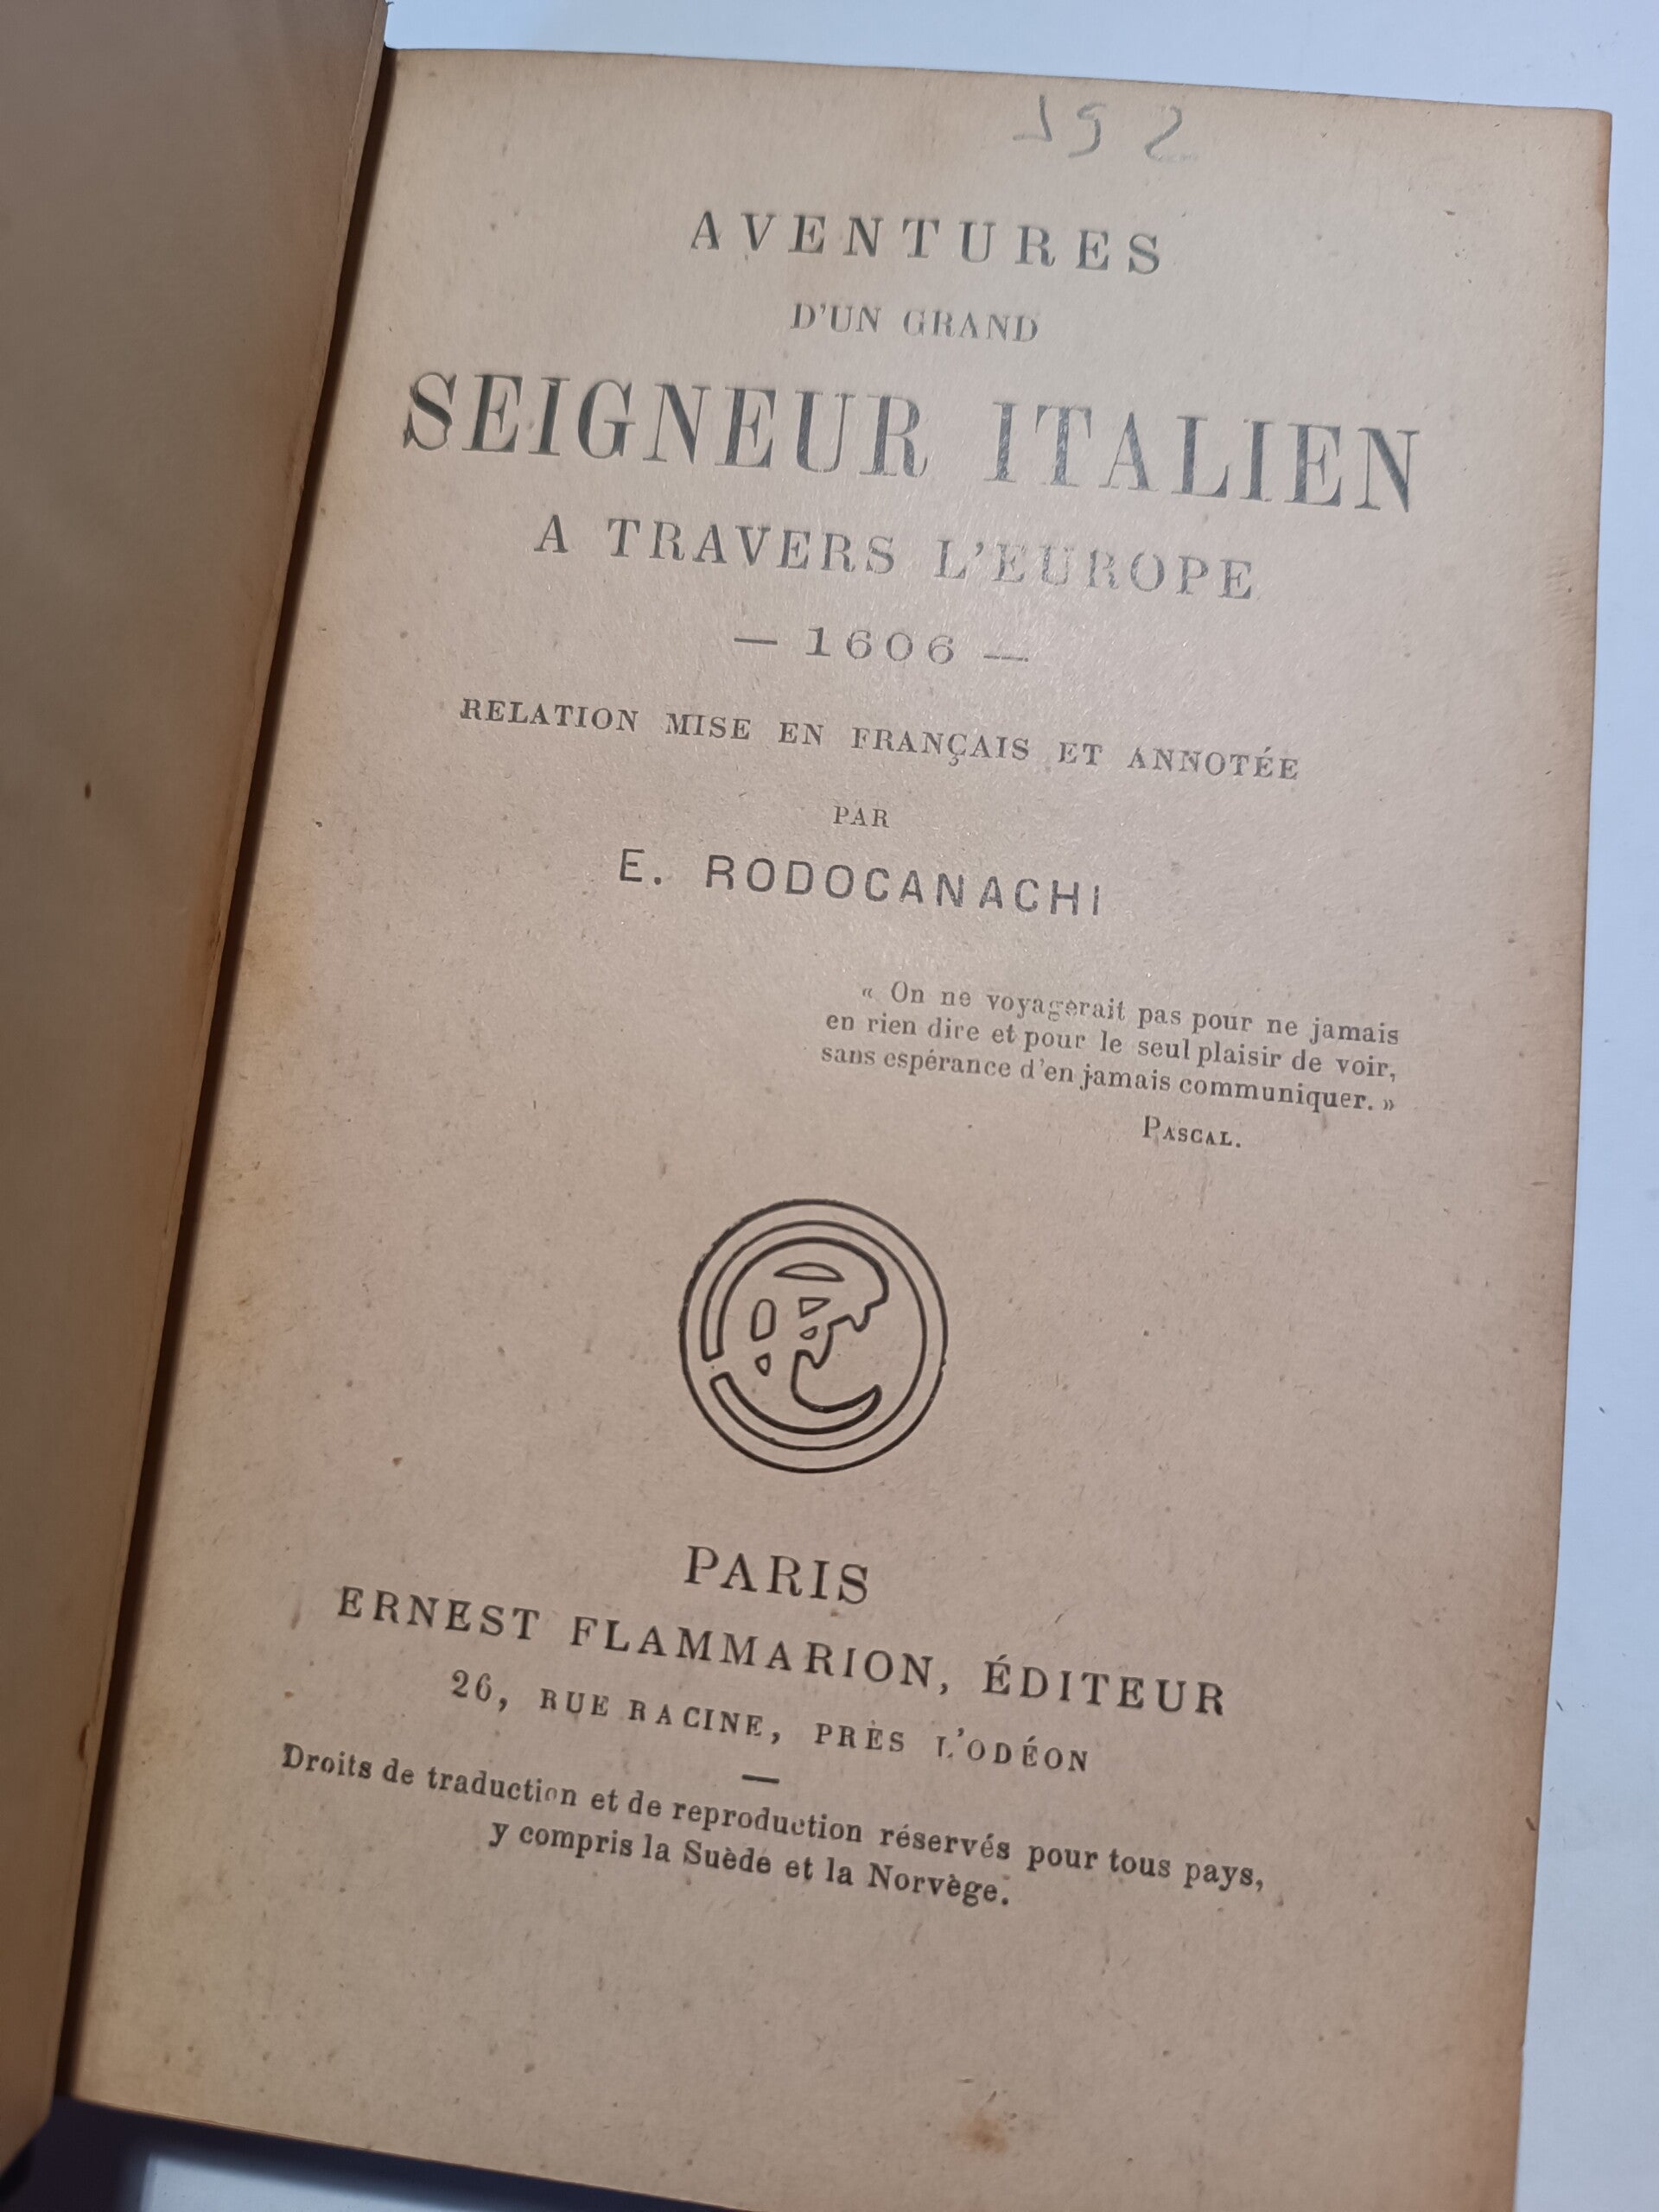 192
AVENTURES
D'UN GRAND
SEIGNEUR ITALIEN
A TRAVERS L'EUROPE
— 1606 —
RELATION MISE EN FRANÇAIS ET ANNOTÉE
PAR
E. RODOCANACHI
« On ne voyagerait pas pour ne jamais
en rien dire et pour le seul plaisir de voir,
sans espérance d'en jamais communiquer. »
PASCAL.
PARIS
ERNEST FLAMMARION, ÉDITEUR
26, RUE RACINE, PRÈS L'ODÉON
Droits de traduction et de reproduction réservés pour tous pays,
y compris la Suède et la Norvège.